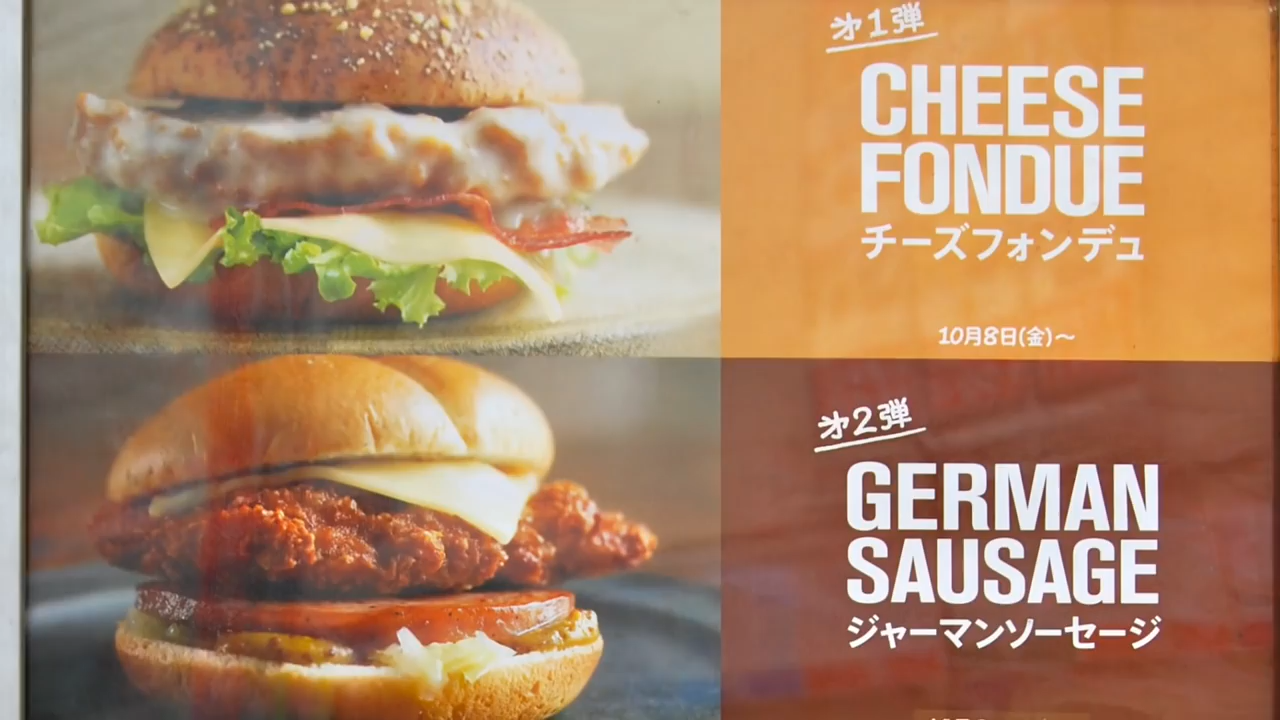 第1弾
CHEESE
FONDUE
チーズフォンデュ
10月8日(金)～
第2弾
GERMAN
SAUSAGE
ジャーマンソーセージ